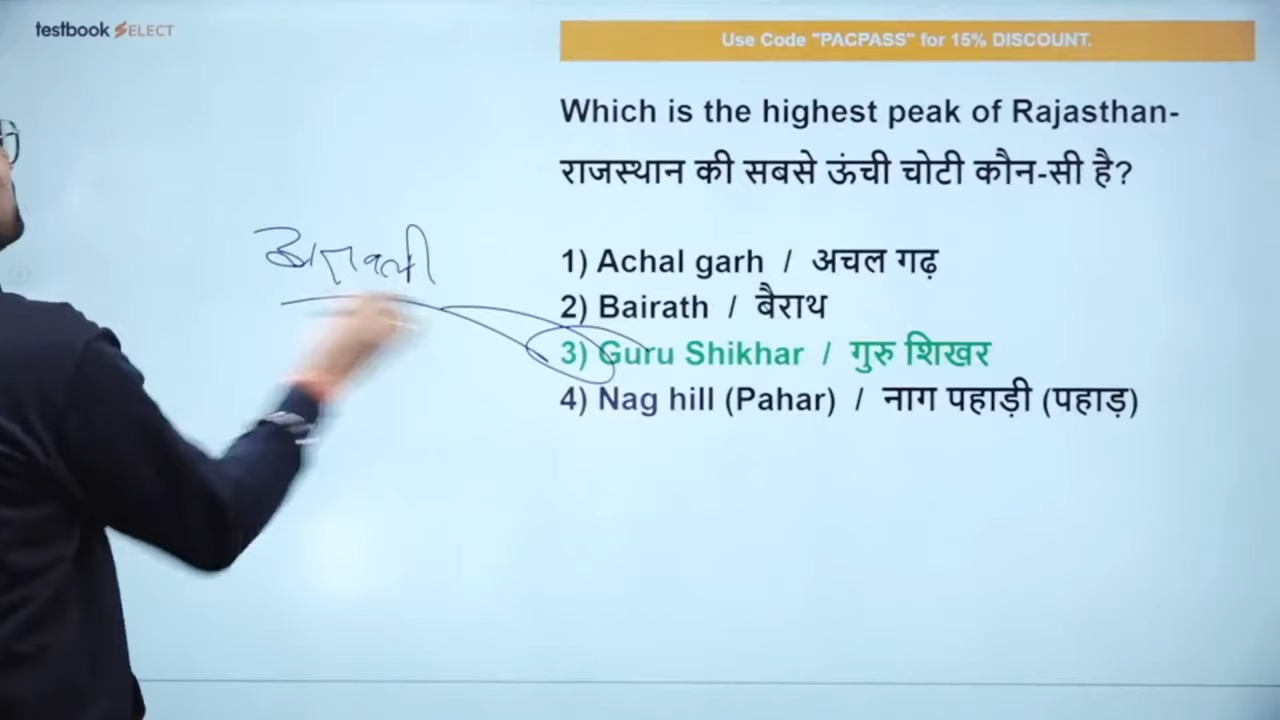 testbook SELECT
Use Code "PACPASS" for 15% DISCOUNT.
Which is the highest peak of Rajasthan-
राजस्थान की सबसे ऊंची चोटी कौन-सी है?
1) Achal garh / अचल गढ़
2) Bairath / बैराथ
3) Guru Shikhar / गुरु शिखर
4) Nag hill (Pahar) / नाग पहाड़ी (पहाड़)